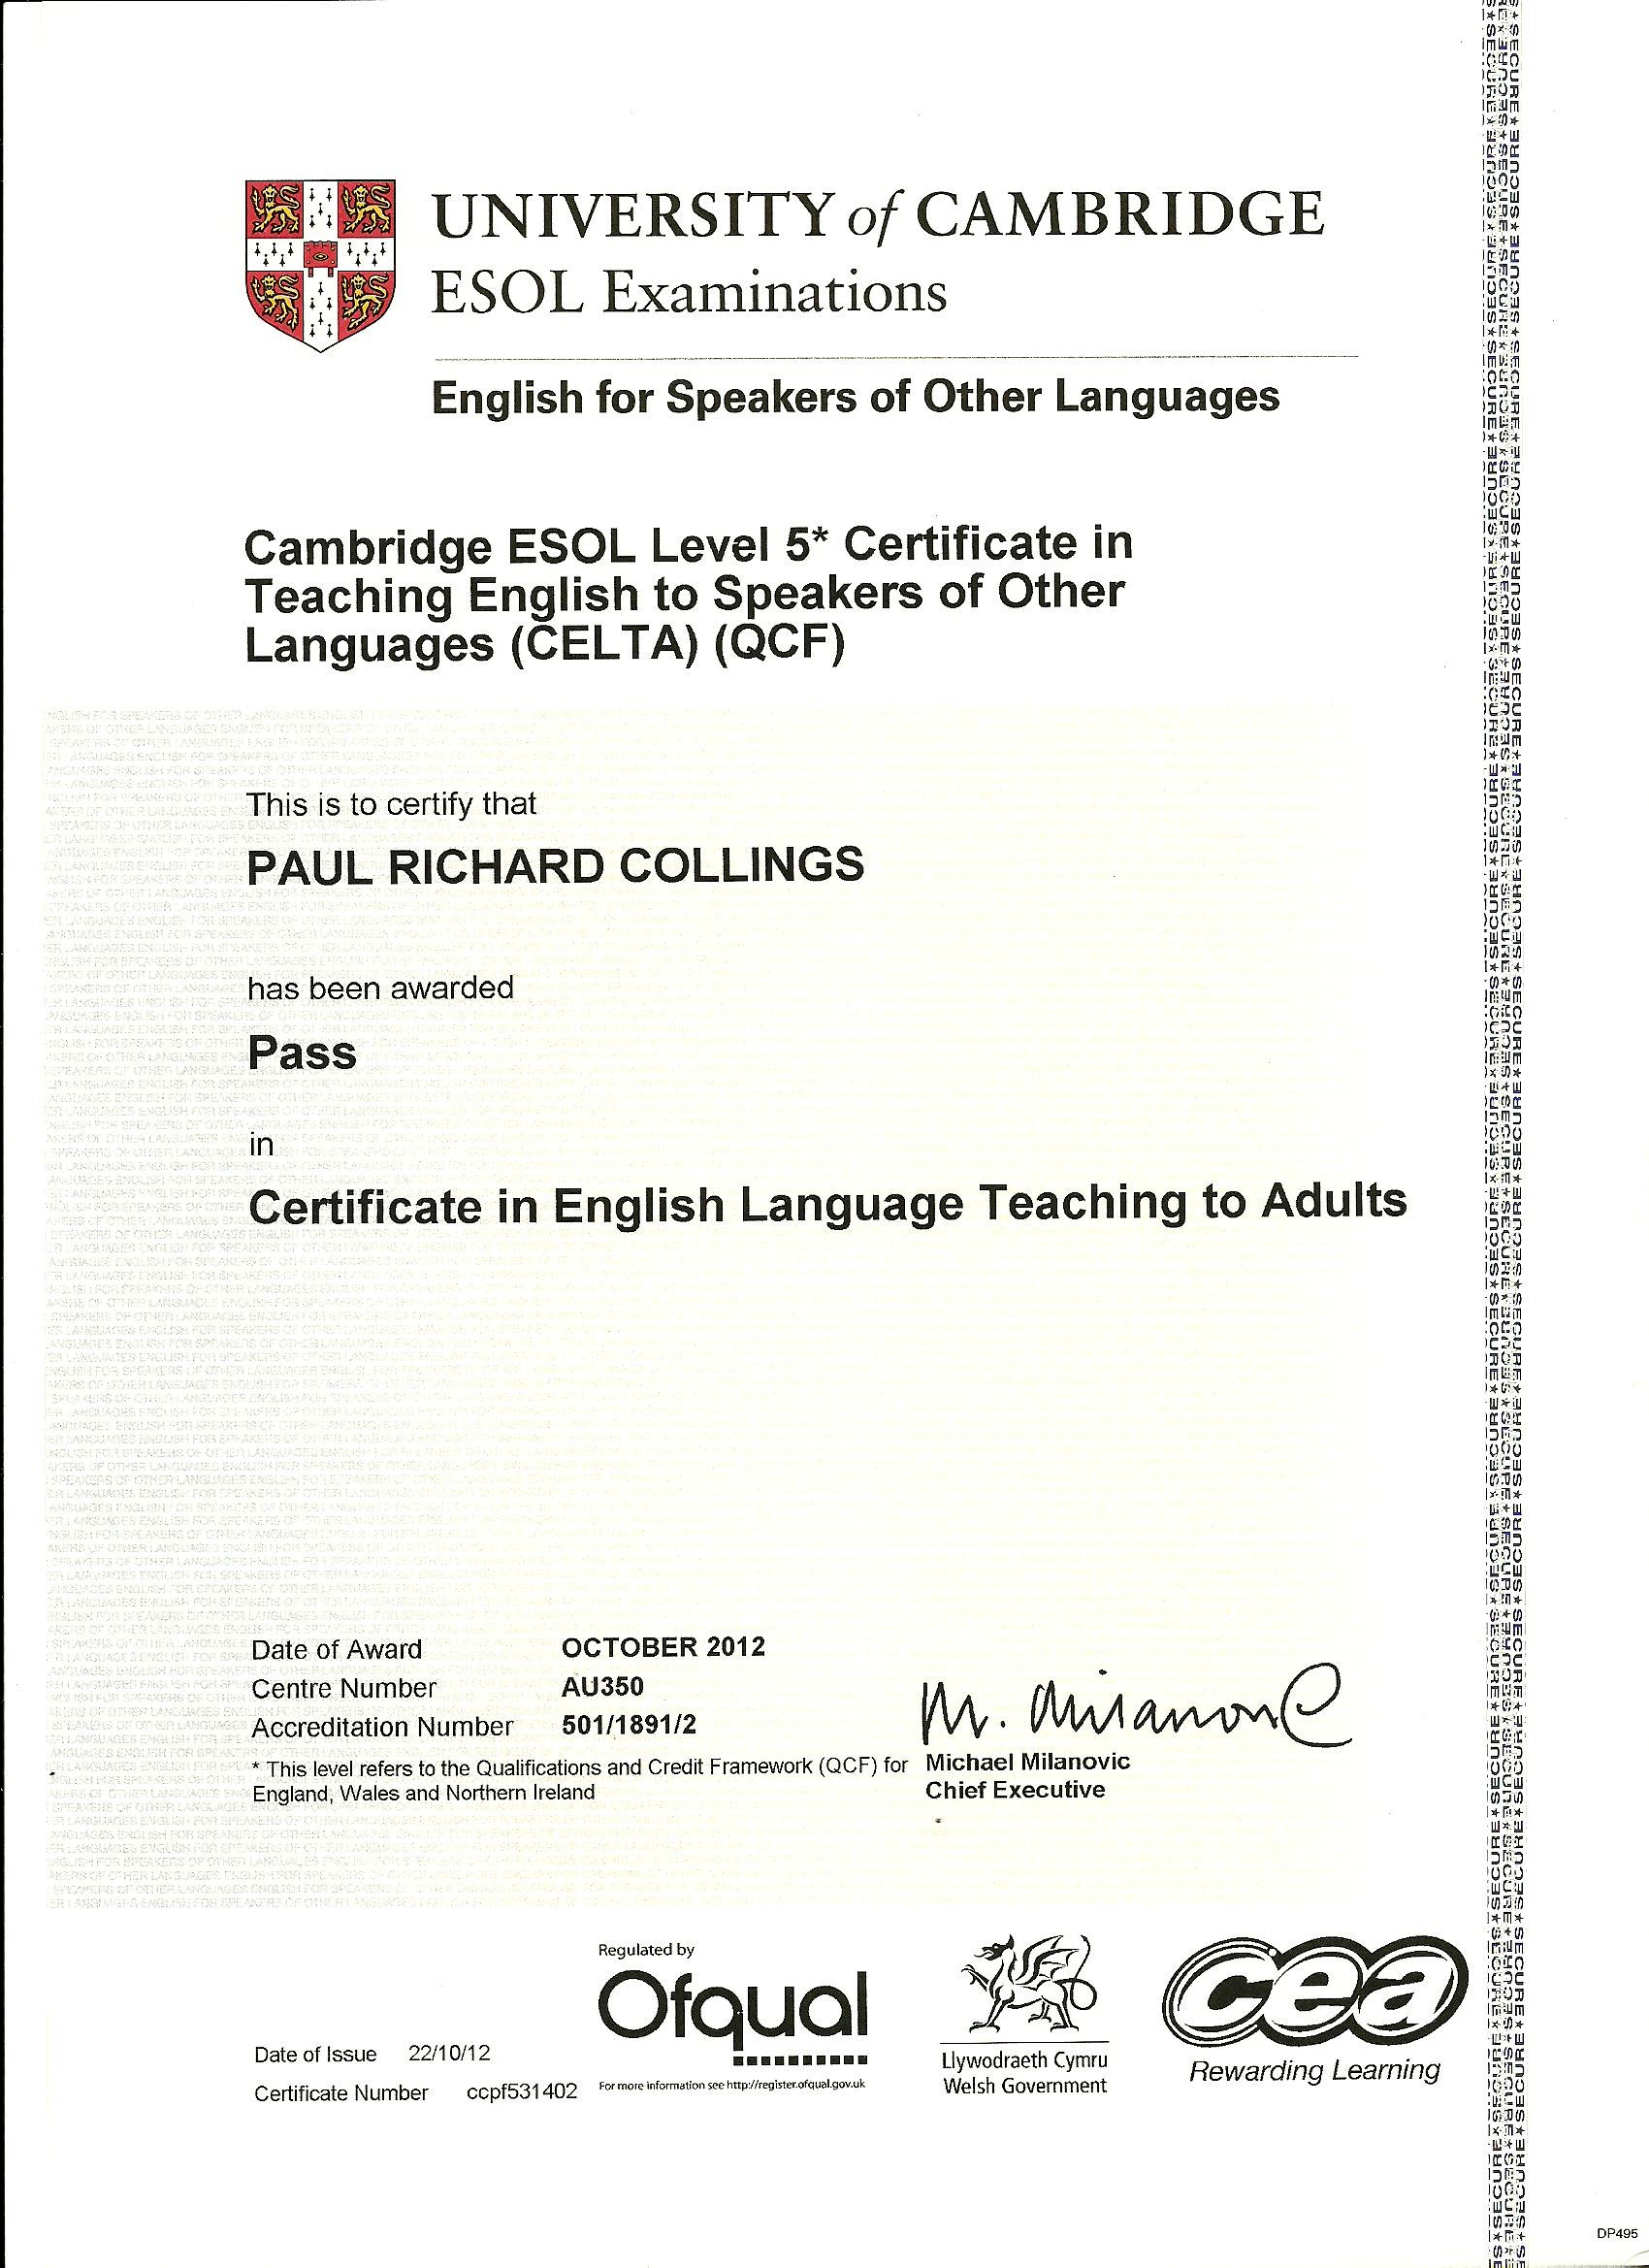 UNIVERSITY of CAMBRIDGE
ESOL Examinations
English for Speakers of Other Languages
Cambridge ESOL Level 5* Certificate in
Teaching English to Speakers of Other
Languages (CELTA) (QCF)
This is to certify that
PAUL RICHARD COLLINGS
has been awarded
Pass
in
Certificate in English Language Teaching to Adults
Date of Award OCTOBER 2012
Centre Number AU350
Accreditation Number 501/1891/2
* This level refers to the Qualifications and Credit Framework (QCF) for
England, Wales and Northern Ireland
M. Milanovic
Michael Milanovic
Chief Executive
Regulated by
Ofqual
For more information see http://register.ofqual.gov.uk
Llywodraeth Cymru
Welsh Government
cea
Rewarding Learning
Date of Issue 22/10/12
Certificate Number ccpf531402
DP495